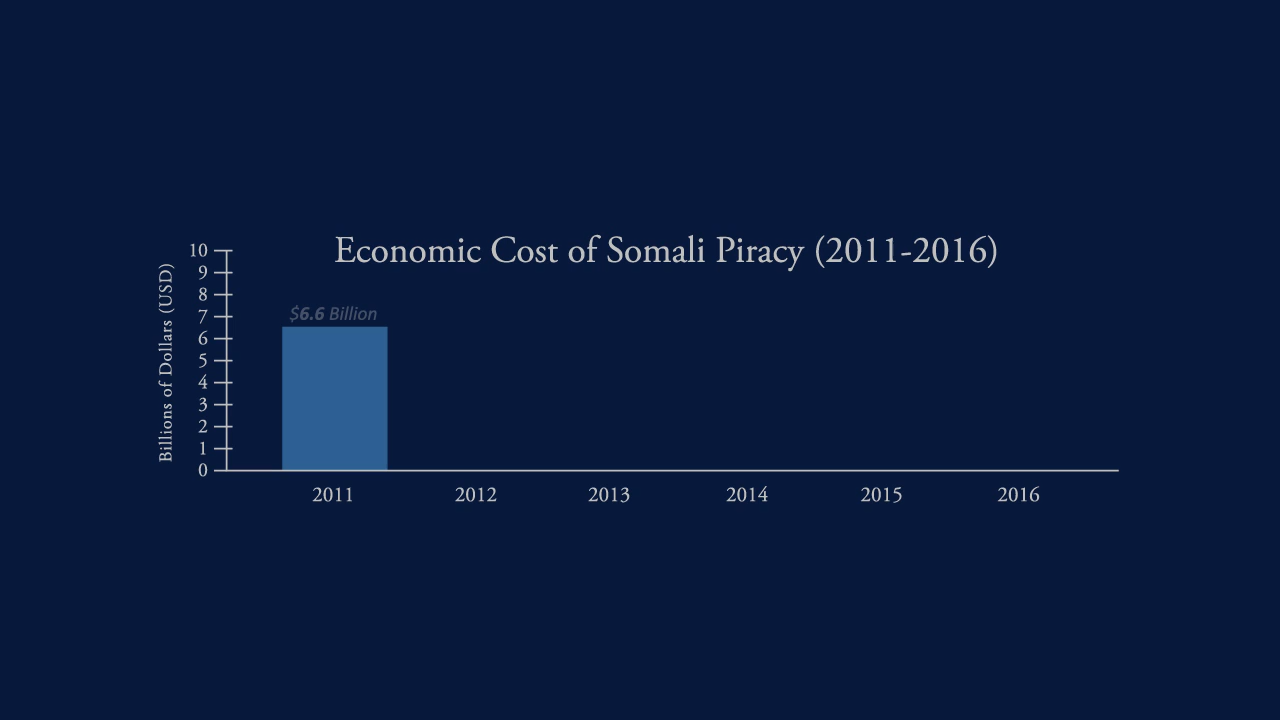 Economic Cost of Somali Piracy (2011-2016)
Billions of Dollars (USD)
10
9
8
7
6
5
4
3
2
1
0
$6.6 Billion
2011 2012 2013 2014 2015 2016